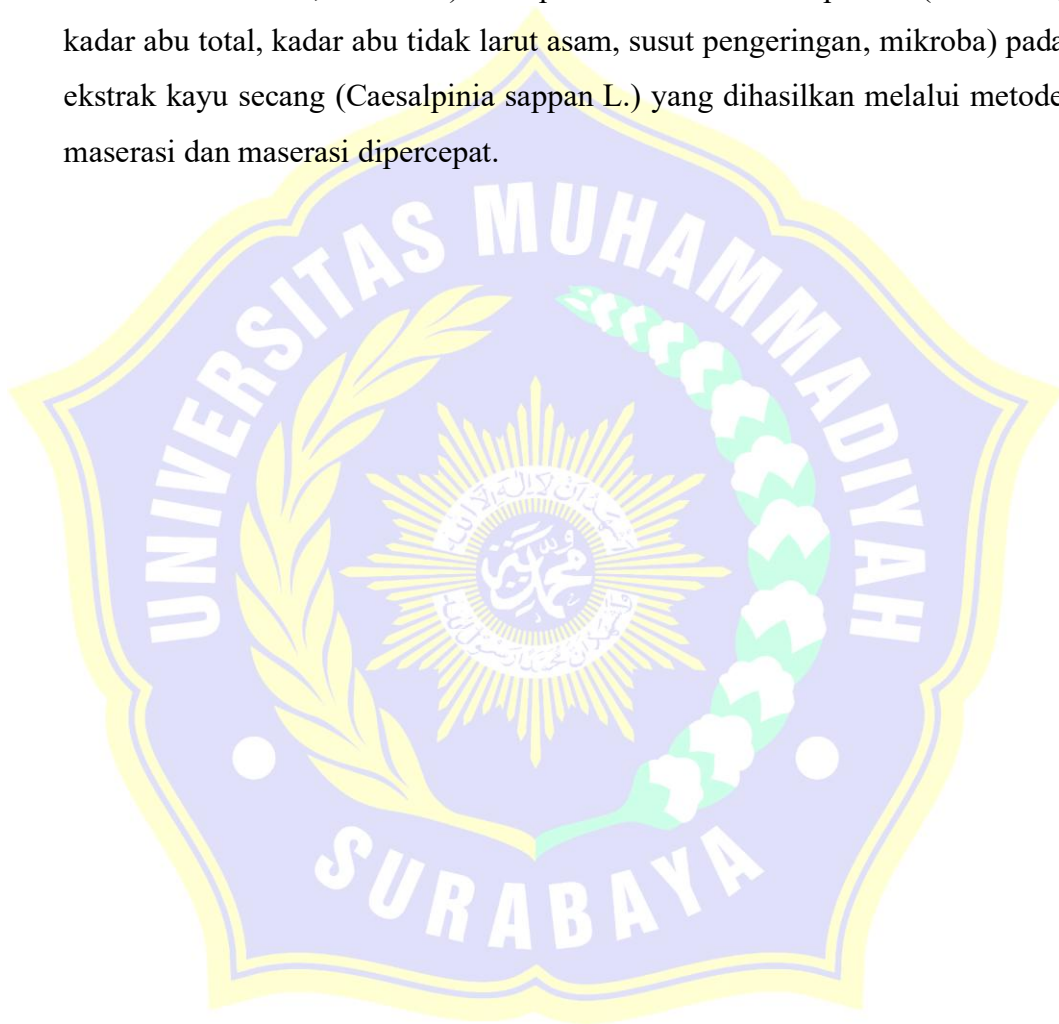 kadar abu total, kadar abu tidak larut asam, susut pengeringan, mikroba) pada
ekstrak kayu secang (Caesalpinia sappan L.) yang dihasilkan melalui metode
maserasi dan maserasi dipercepat.
UNIVERSITAS MUHAMMADIYAH
SURABAYA